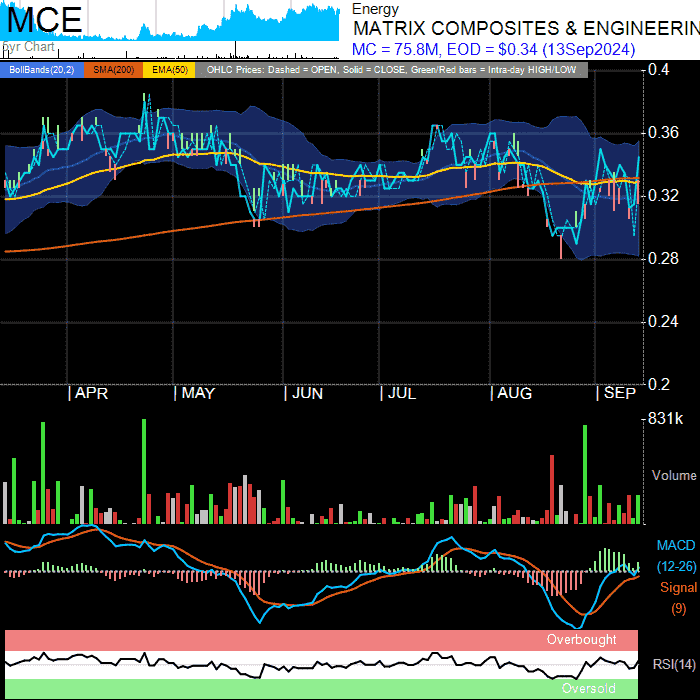 MCE
5yr Chart
Energy
MATRIX COMPOSITES & ENGINEERIN
MC = 75.8M, EOD = $0.34 (13Sep2024)
BollBands(20,2) SMA(200) EMA(50) OHLC Prices: Dashed = OPEN, Solid = CLOSE, Green/Red bars = Intra-day HIGH/LOW
0.4
0.36
0.32
0.28
0.24
0.2
| APR | MAY | JUN | JUL | AUG | SEP
831k
Volume
MACD
(12-26)
Signal
(9)
Overbought
RSI(14)
Oversold